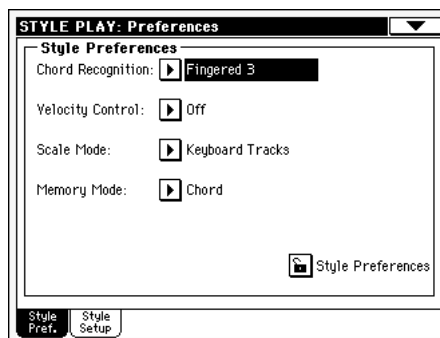 STYLE PLAY: Preferences
Style Preferences
Chord Recognition: Fingered 3
Velocity Control: Off
Scale Mode: Keyboard Tracks
Memory Mode: Chord
Style Preferences
Style Pref.
Style Setup